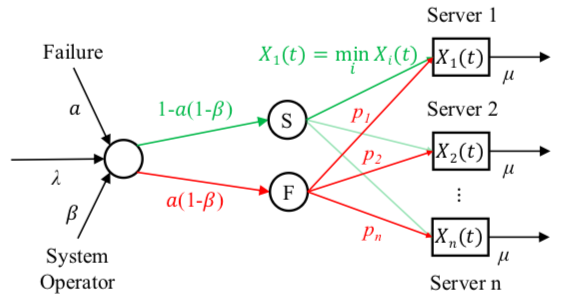 Server 1
Failure
X₁(t) = min Xᵢ(t)
i
X₁(t)
μ
a
1-a(1-β)
S
p₁
Server 2
λ
p₂
X₂(t)
μ
β
a(1-β)
F
⋮
System
Operator
pₙ
Xₙ(t)
μ
Server n